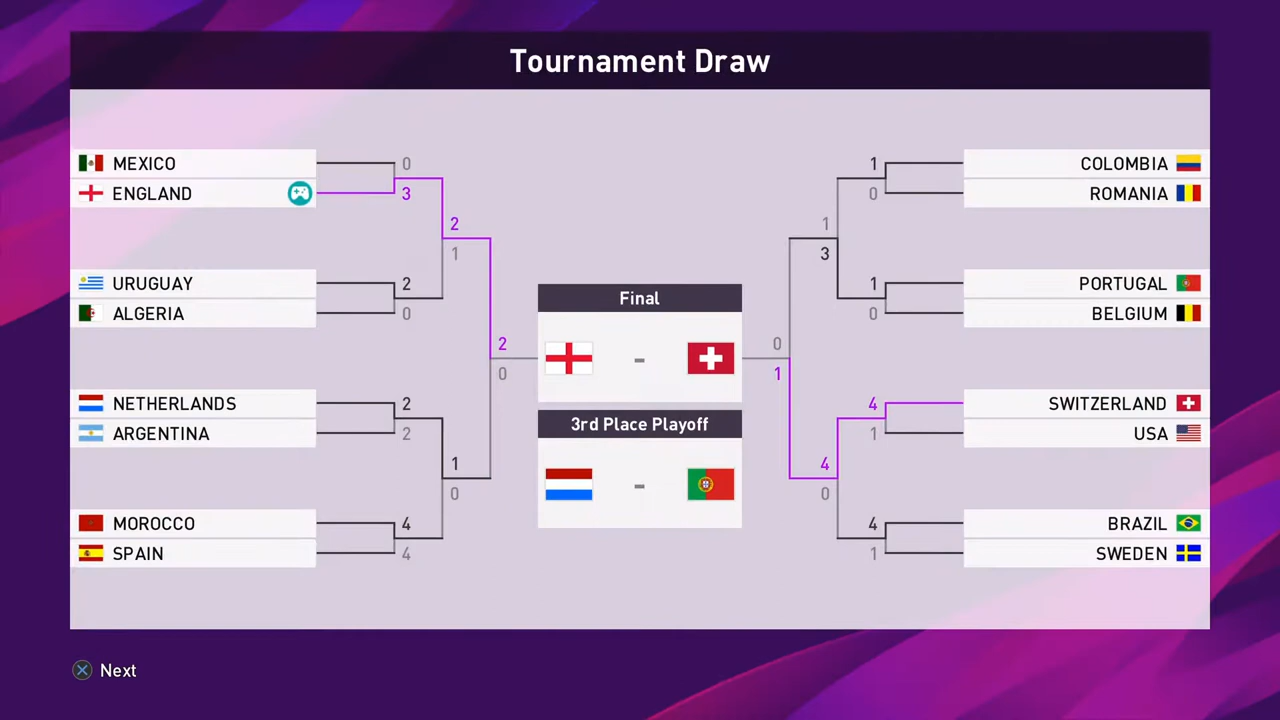 Tournament Draw
MEXICO 0
ENGLAND 3
2
1
URUGUAY 2
ALGERIA 0
2
0
NETHERLANDS 2
ARGENTINA 2
1
0
MOROCCO 4
SPAIN 4
Final
-
3rd Place Playoff
-
1 COLOMBIA
0 ROMANIA
1
3
1 PORTUGAL
0 BELGIUM
0
1
4 SWITZERLAND
1 USA
4
0
4 BRAZIL
1 SWEDEN
Next